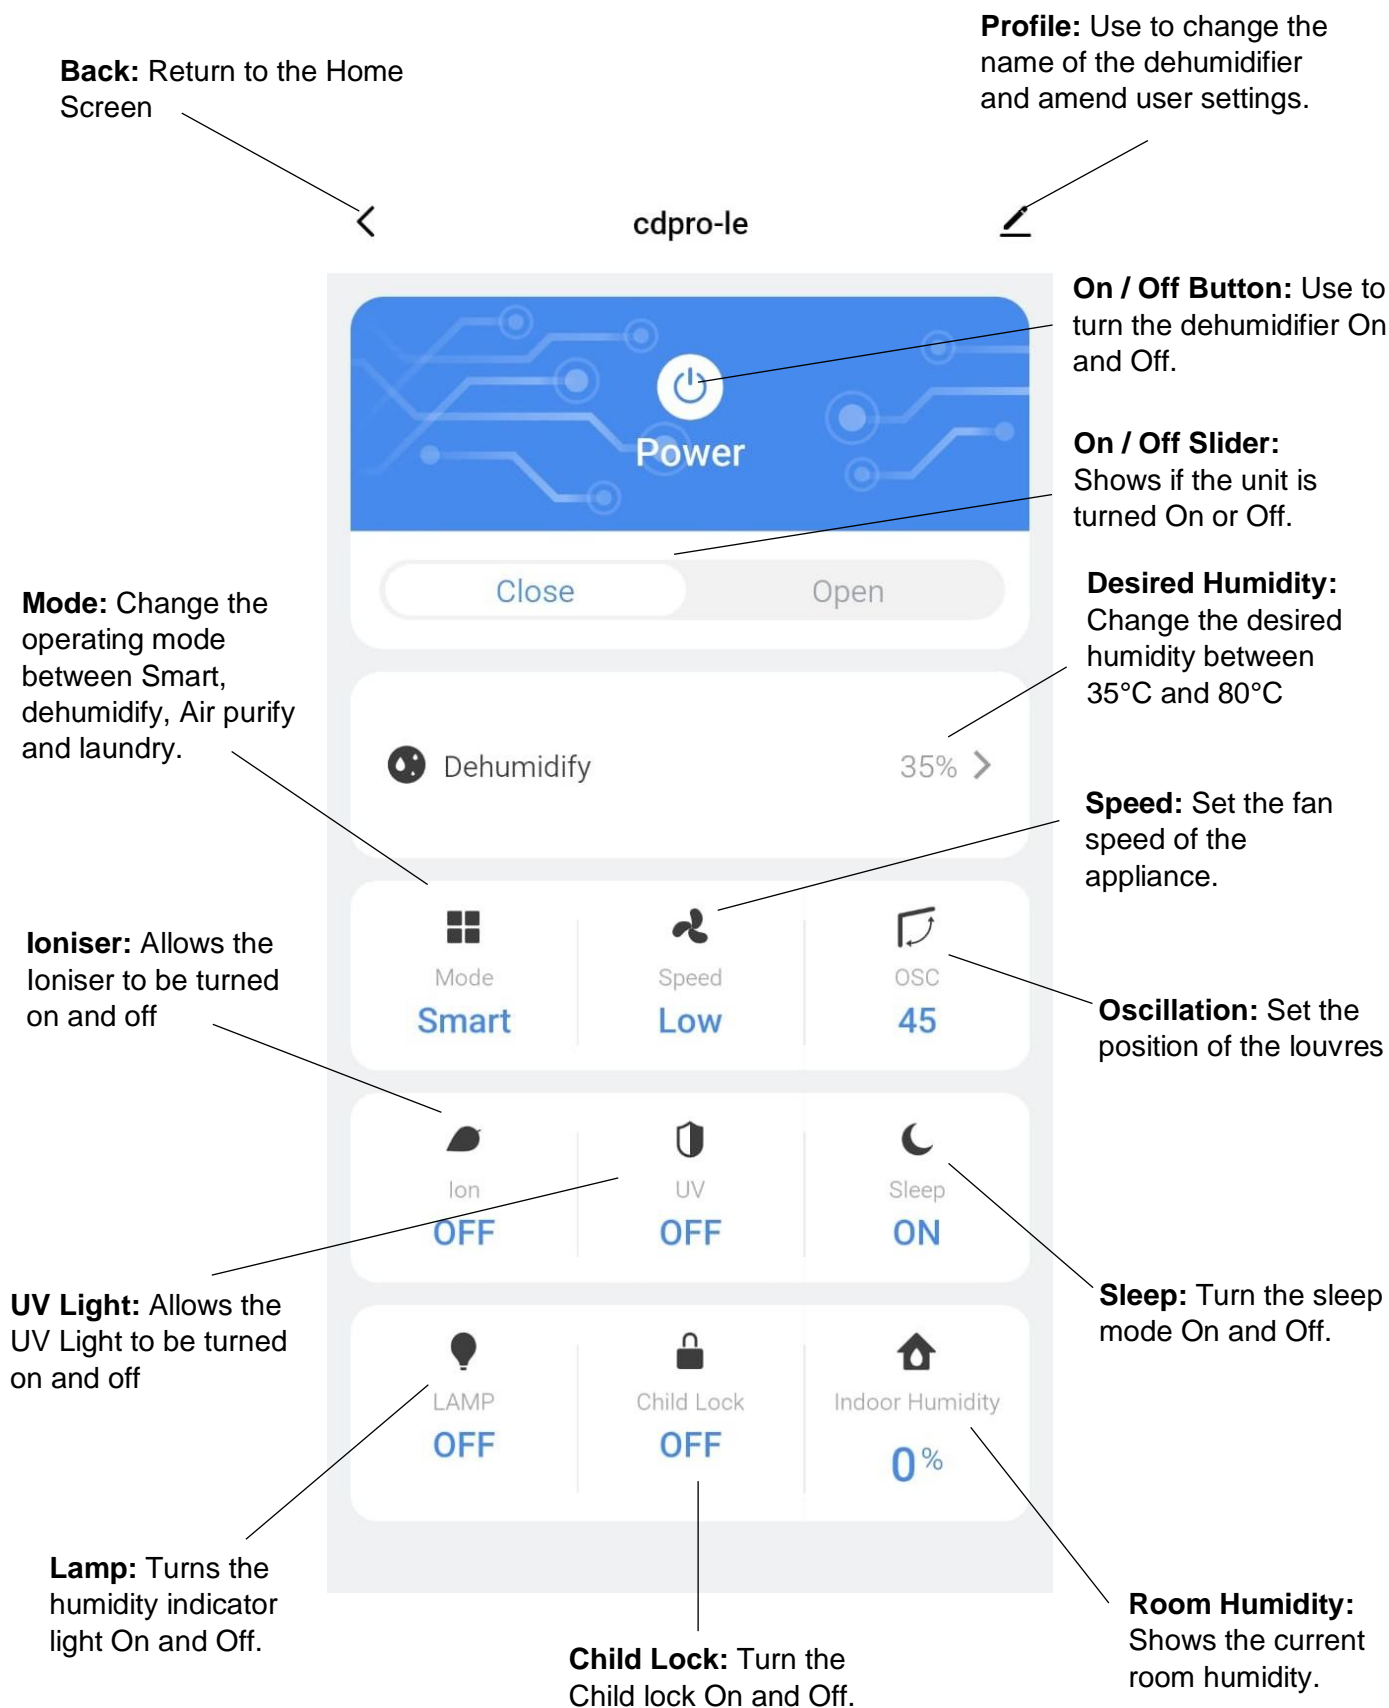 Profile: Use to change the
name of the dehumidifier
and amend user settings.
Back: Return to the Home
Screen
cdpro-le
On / Off Button: Use to
turn the dehumidifier On
and Off.
Power
On / Off Slider:
Shows if the unit is
turned On or Off.
Close
Open
Desired Humidity:
Change the desired
humidity between
35°C and 80°C
Mode: Change the
operating mode
between Smart,
dehumidify, Air purify
and laundry.
Dehumidify
35%
Speed: Set the fan
speed of the
appliance.
Mode
Smart
Speed
Low
OSC
45
Ioniser: Allows the
Ioniser to be turned
on and off
Oscillation: Set the
position of the louvres
Ion
OFF
UV
OFF
Sleep
ON
UV Light: Allows the
UV Light to be turned
on and off
Sleep: Turn the sleep
mode On and Off.
LAMP
OFF
Child Lock
OFF
Indoor Humidity
0%
Lamp: Turns the
humidity indicator
light On and Off.
Child Lock: Turn the
Child lock On and Off.
Room Humidity:
Shows the current
room humidity.